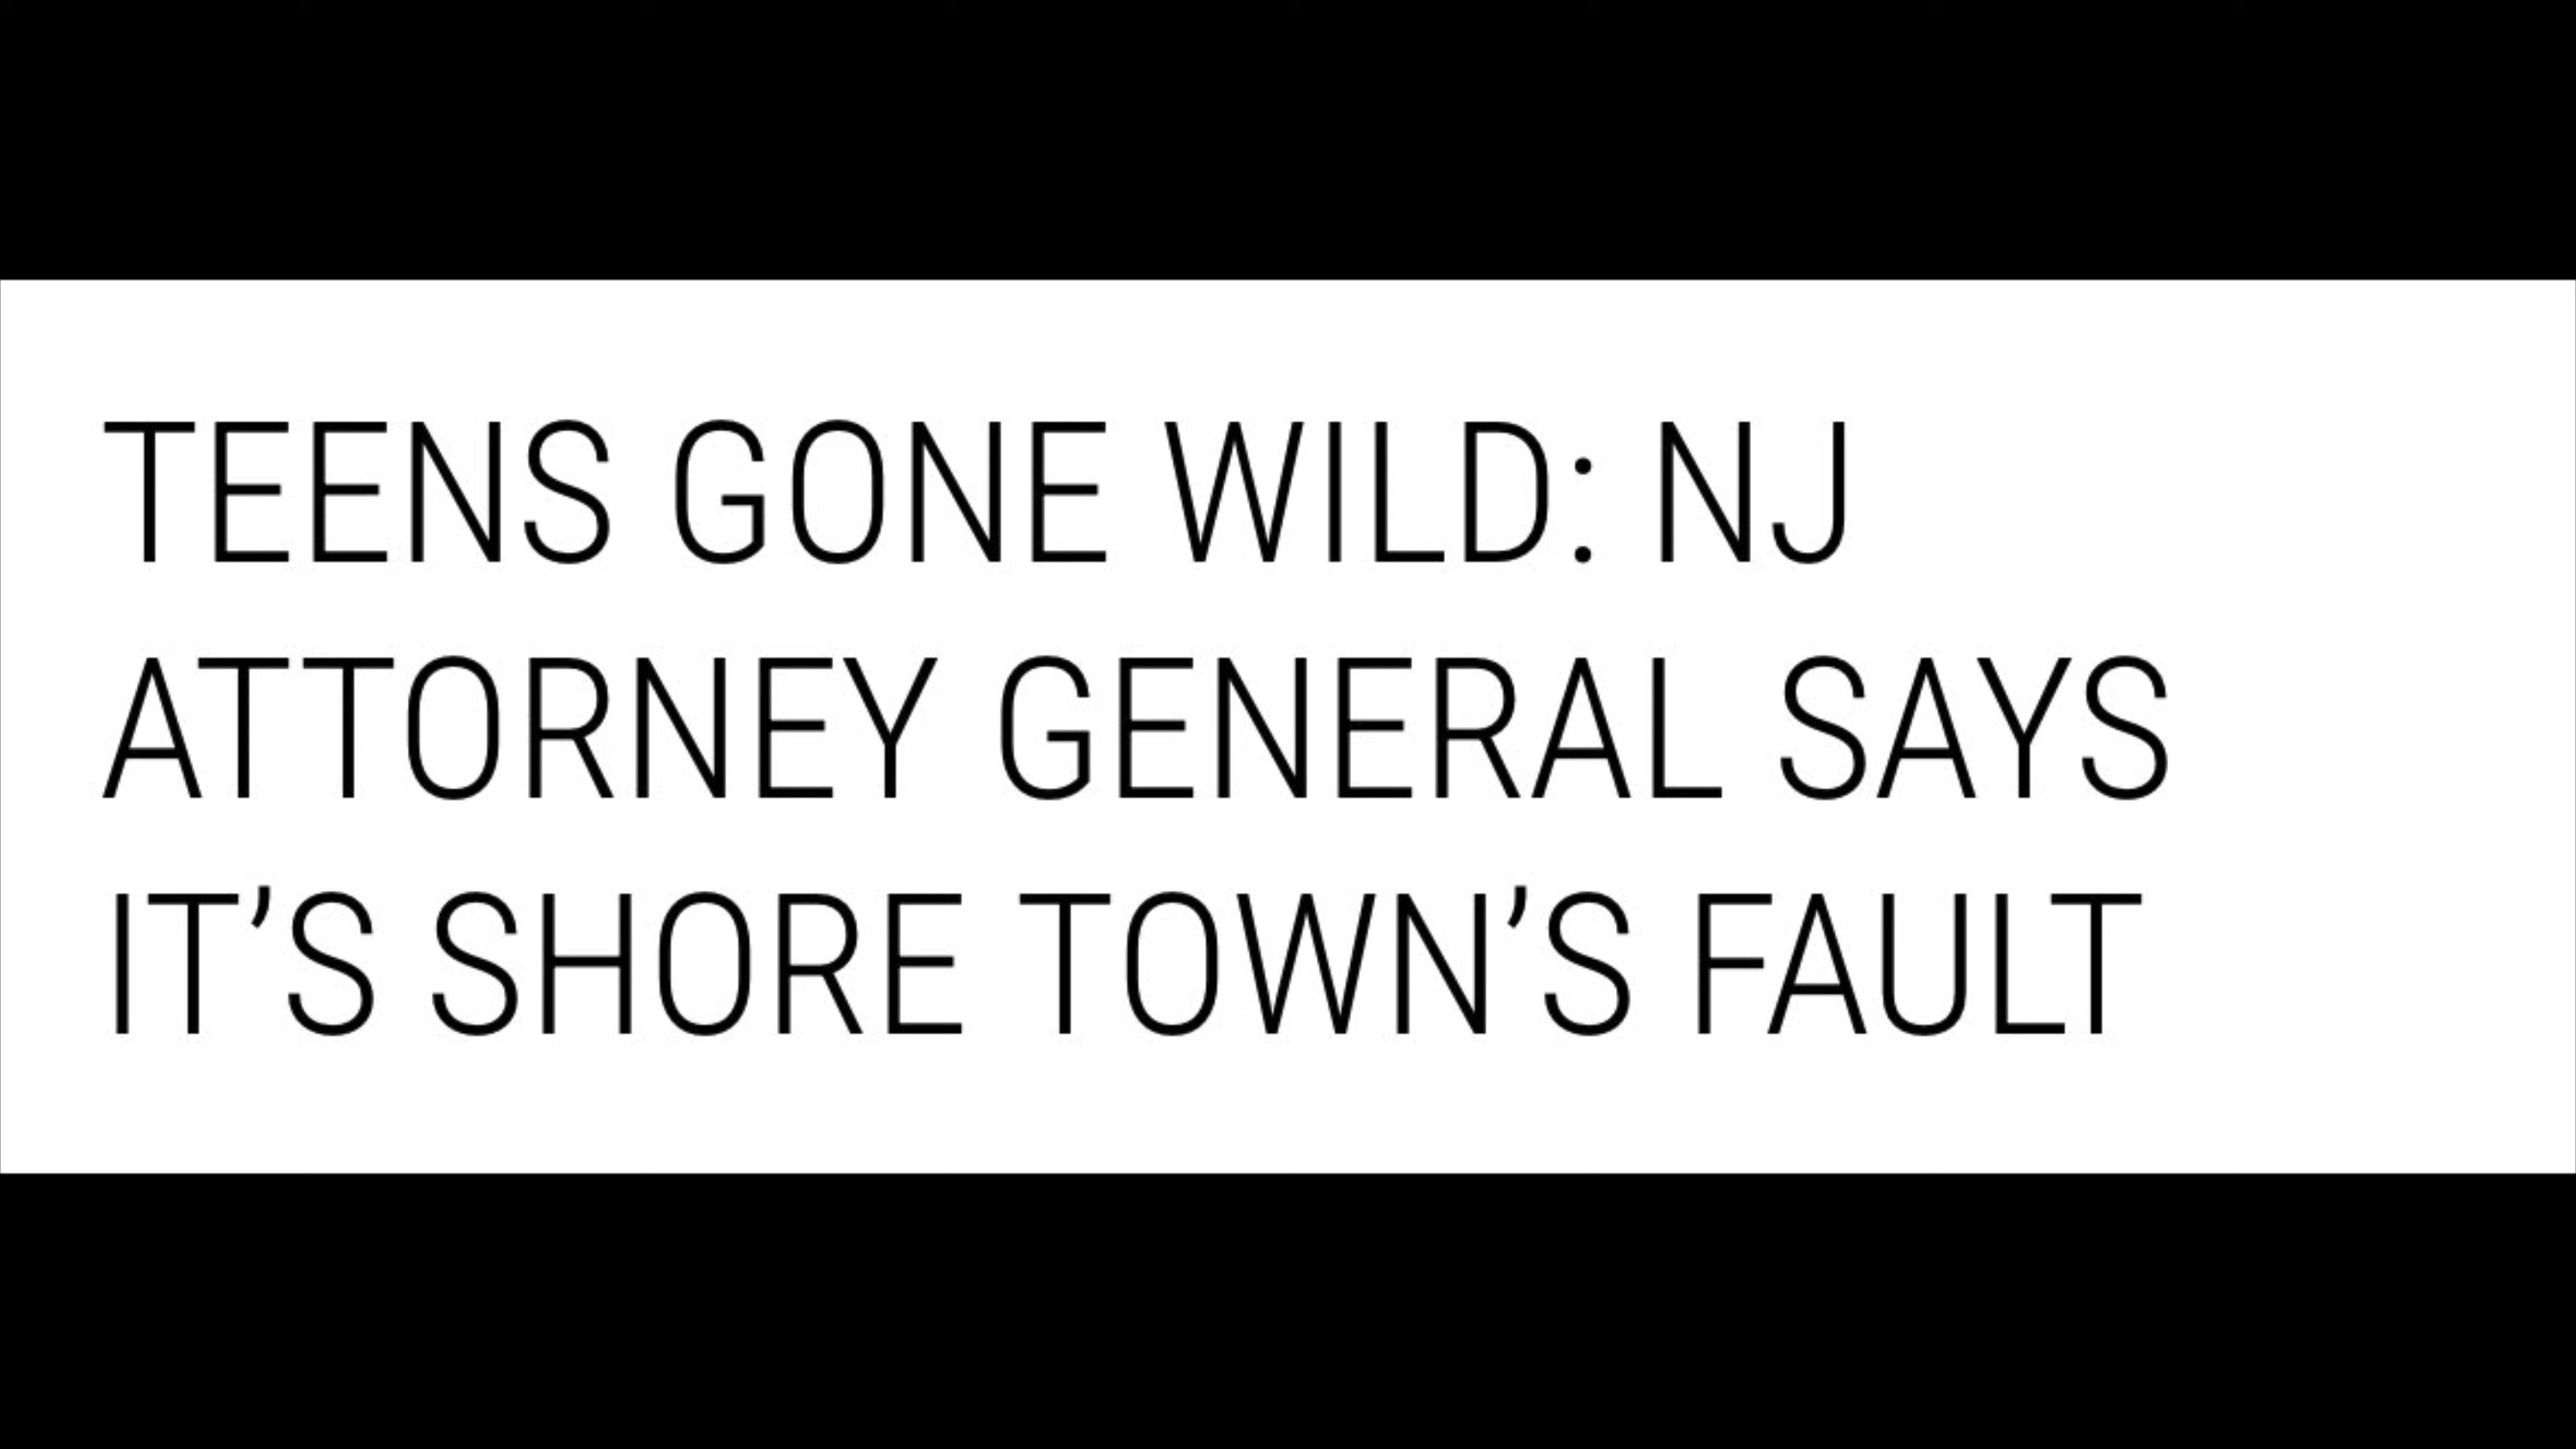 TEENS GONE WILD: NJ
ATTORNEY GENERAL SAYS
IT’S SHORE TOWN’S FAULT